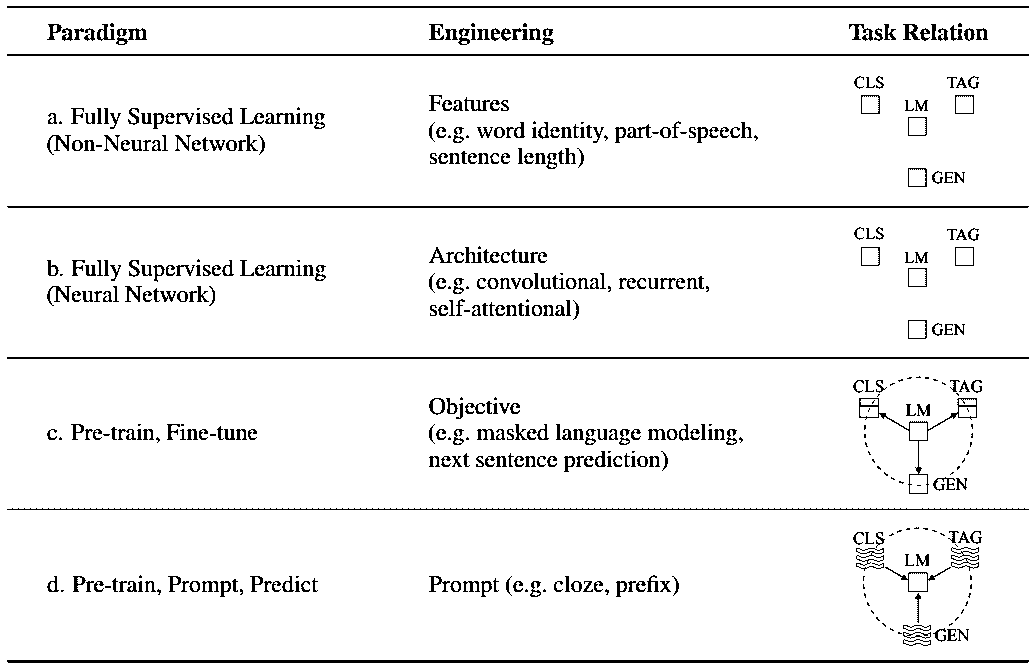 Paradigm Engineering Task Relation
a. Fully Supervised Learning
(Non-Neural Network)
Features
(e.g. word identity, part-of-speech,
sentence length)
CLS TAG
LM
GEN
b. Fully Supervised Learning
(Neural Network)
Architecture
(e.g. convolutional, recurrent,
self-attentional)
CLS TAG
LM
GEN
c. Pre-train, Fine-tune
Objective
(e.g. masked language modeling,
next sentence prediction)
CLS TAG
LM
GEN
d. Pre-train, Prompt, Predict
Prompt (e.g. cloze, prefix)
CLS TAG
LM
GEN